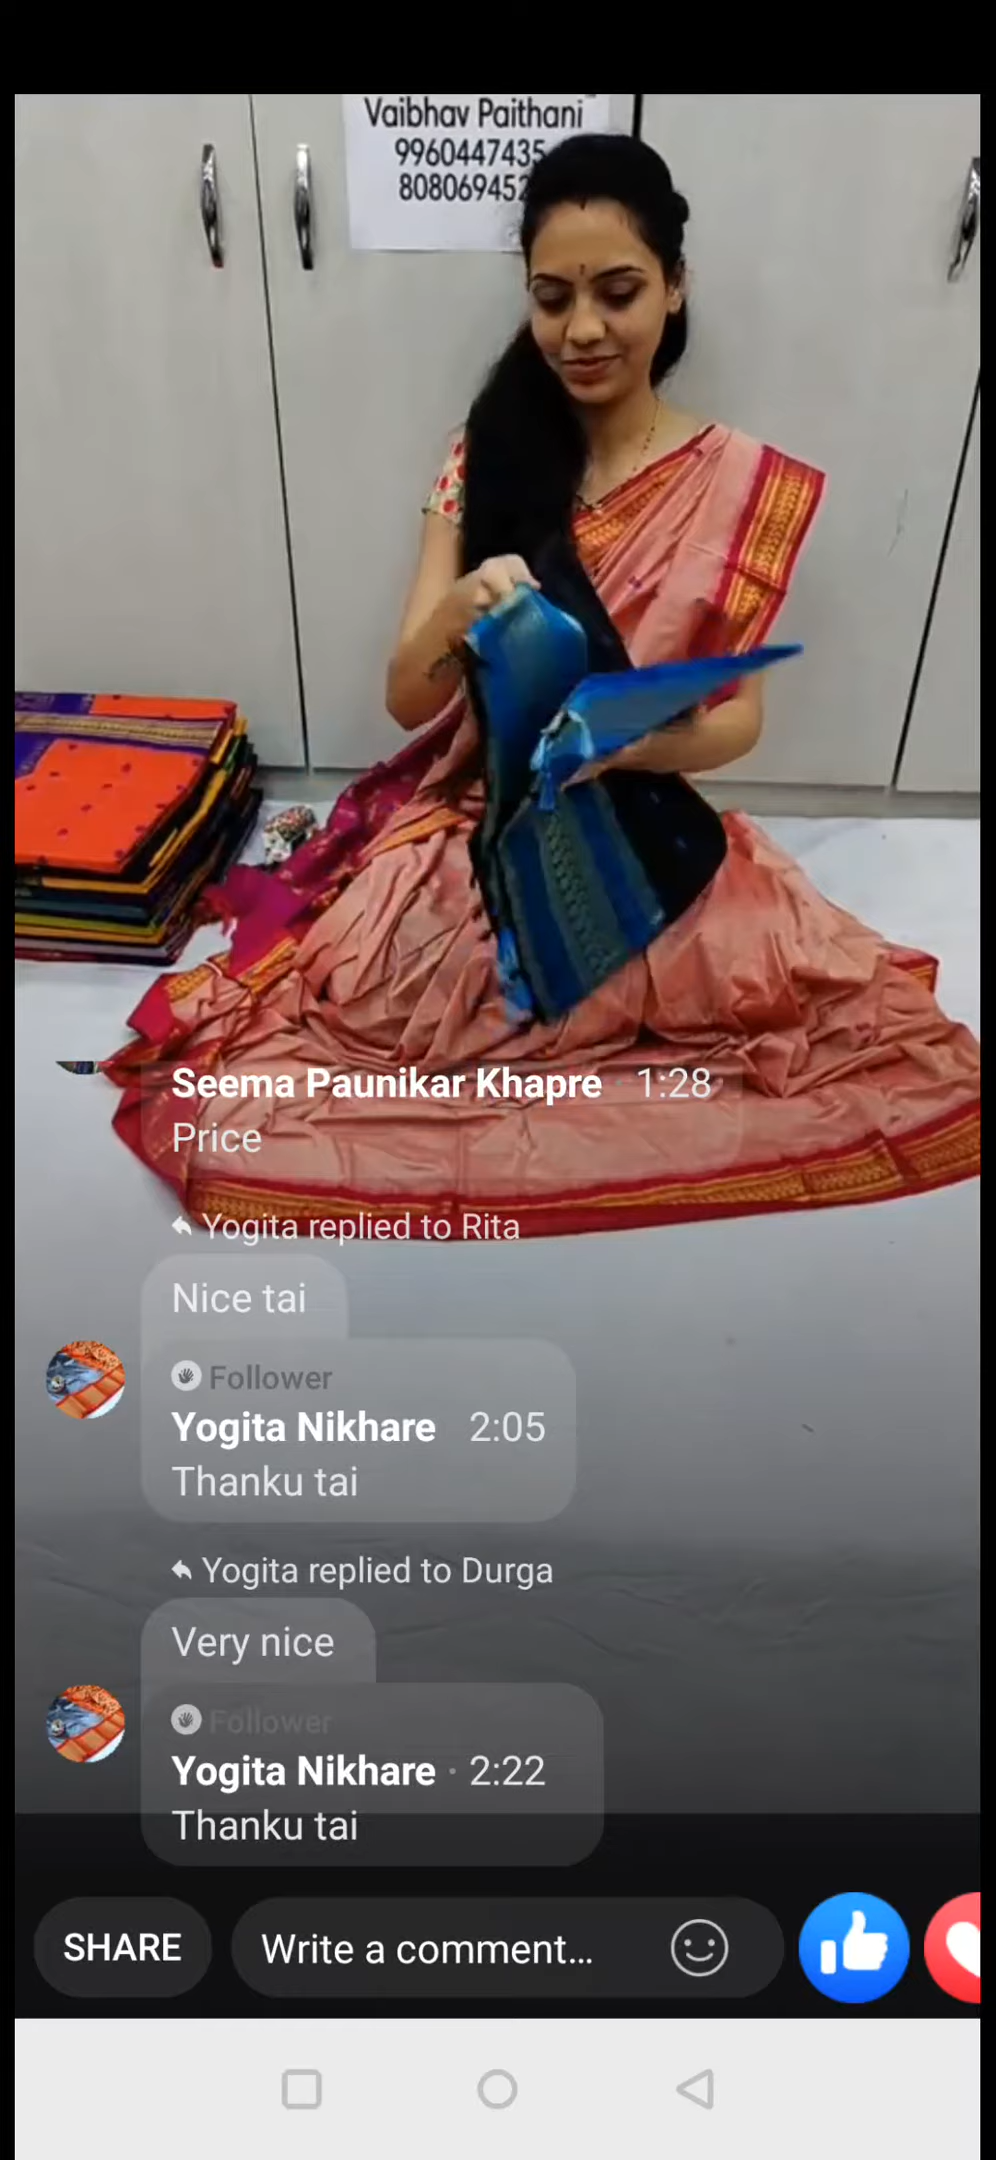 Vaibhav Paithani
9960447435
Seema Paunikar Khapre · 1:28
Price
Yogita replied to Rita
Nice tai
Follower
Yogita Nikhare 2:05
Thanku tai
Yogita replied to Durga
Very nice
Follower
Yogita Nikhare · 2:22
Thanku tai
SHARE
Write a comment...